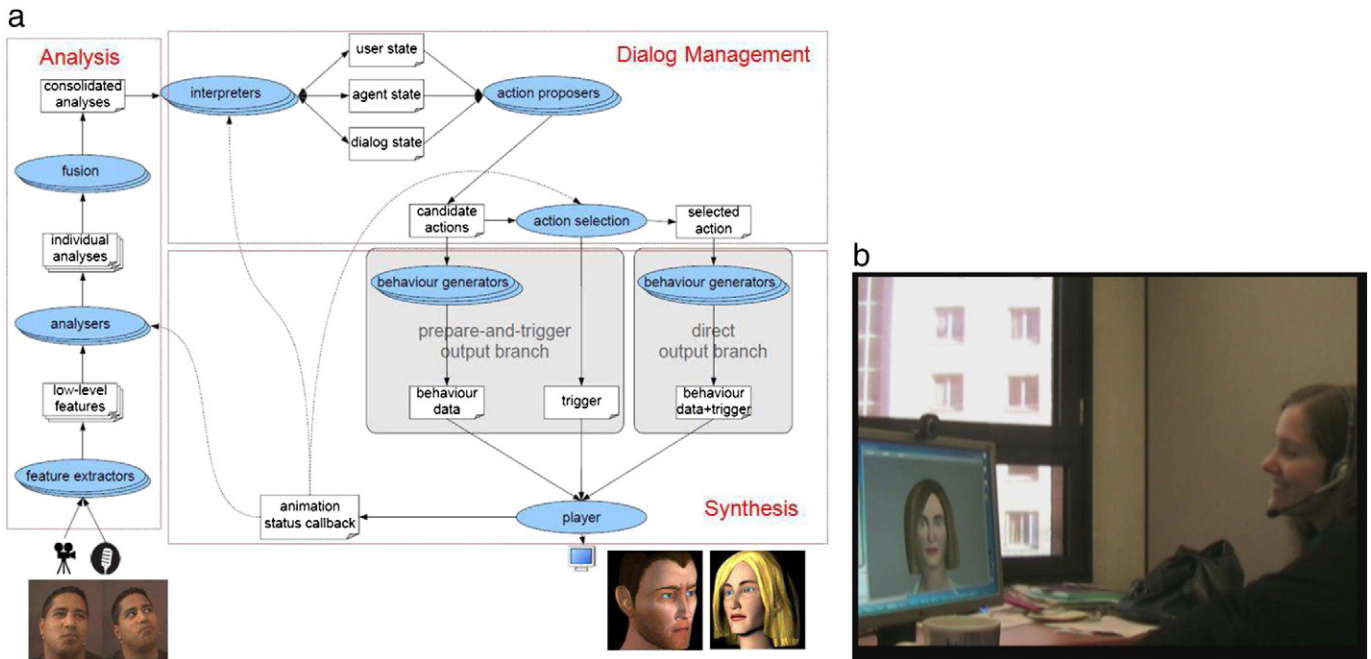 a
Analysis
consolidated
analyses
fusion
individual
analyses
analysers
low-level
features
feature extractors
Dialog Management
interpreters
user state
agent state
dialog state
action proposers
candidate
actions
action selection
selected
action
behaviour generators
prepare-and-trigger
output branch
behaviour
data
trigger
behaviour generators
direct
output branch
behaviour
data+trigger
animation
status callback
player
Synthesis
b